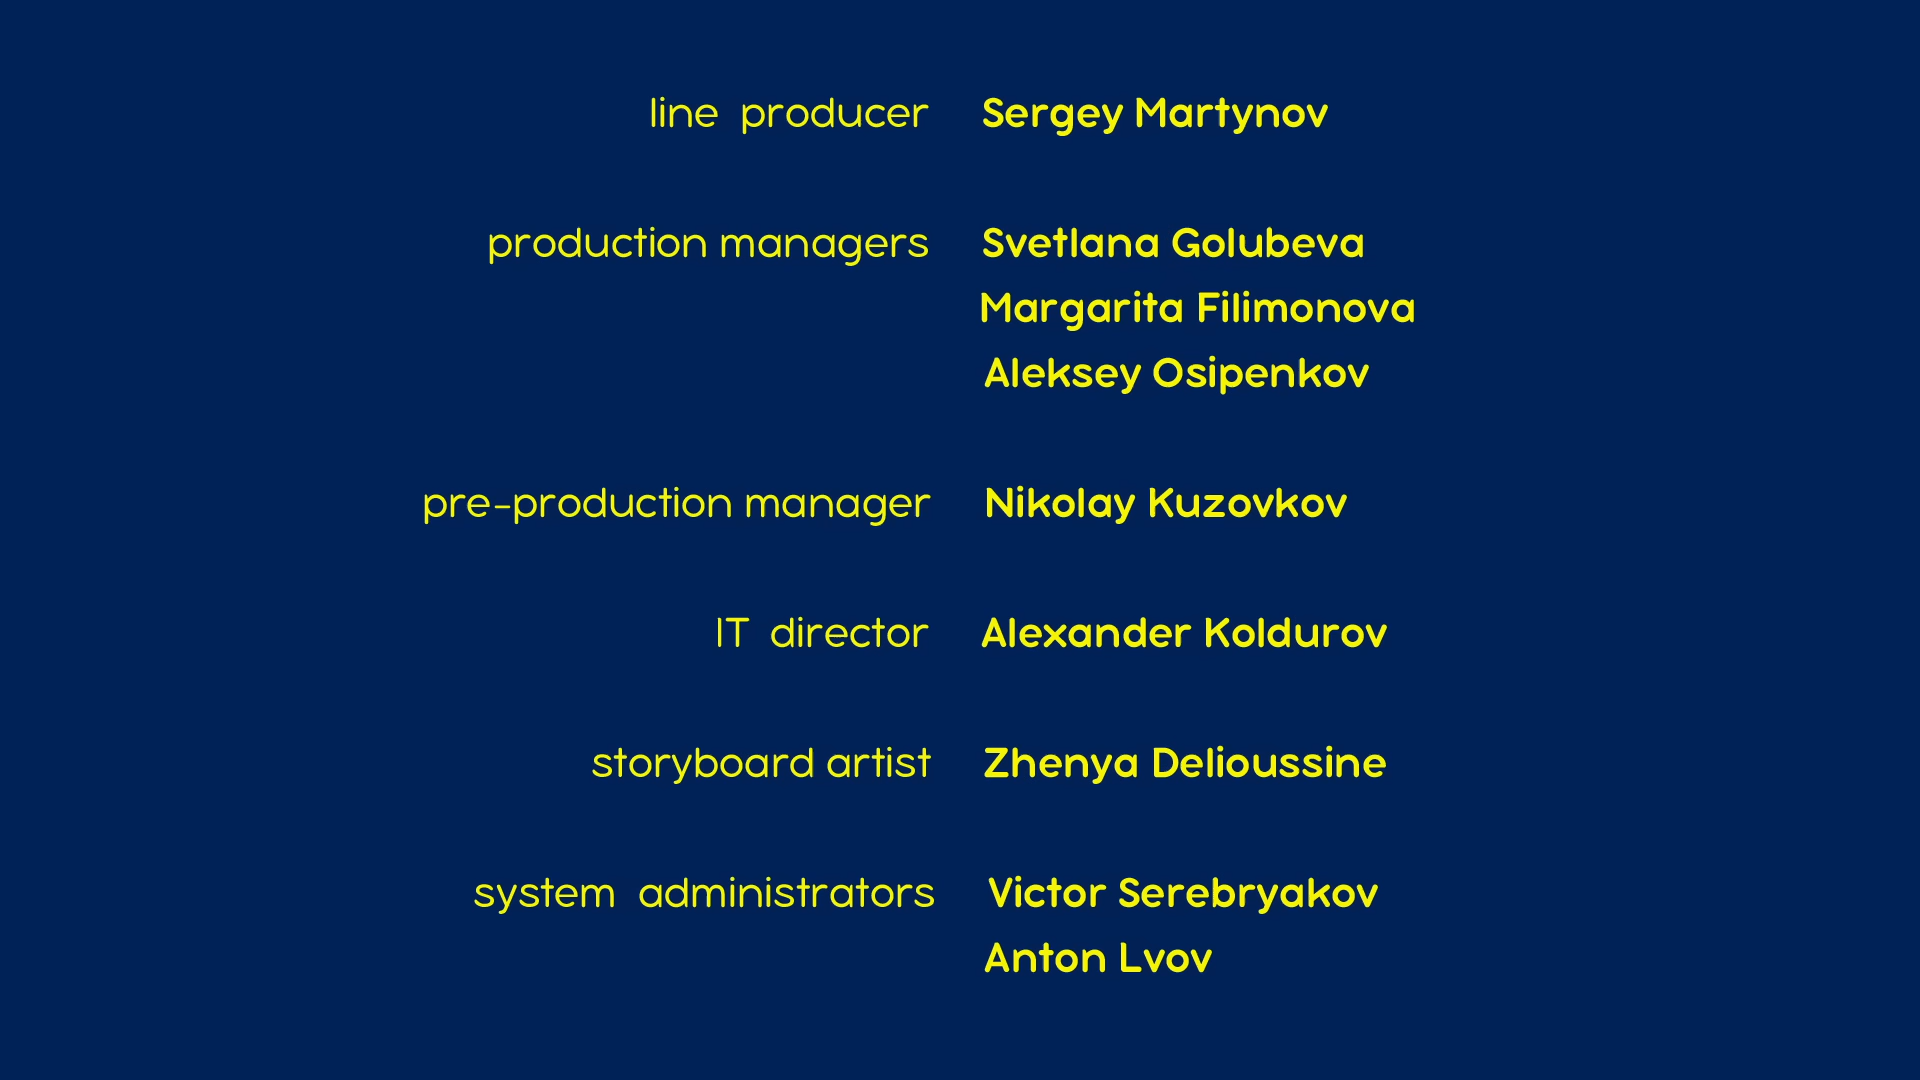 line producer Sergey Martynov
production managers Svetlana Golubeva
Margarita Filimonova
Aleksey Osipenkov
pre-production manager Nikolay Kuzovkov
IT director Alexander Koldurov
storyboard artist Zhenya Delioussine
system administrators Victor Serebryakov
Anton Lvov